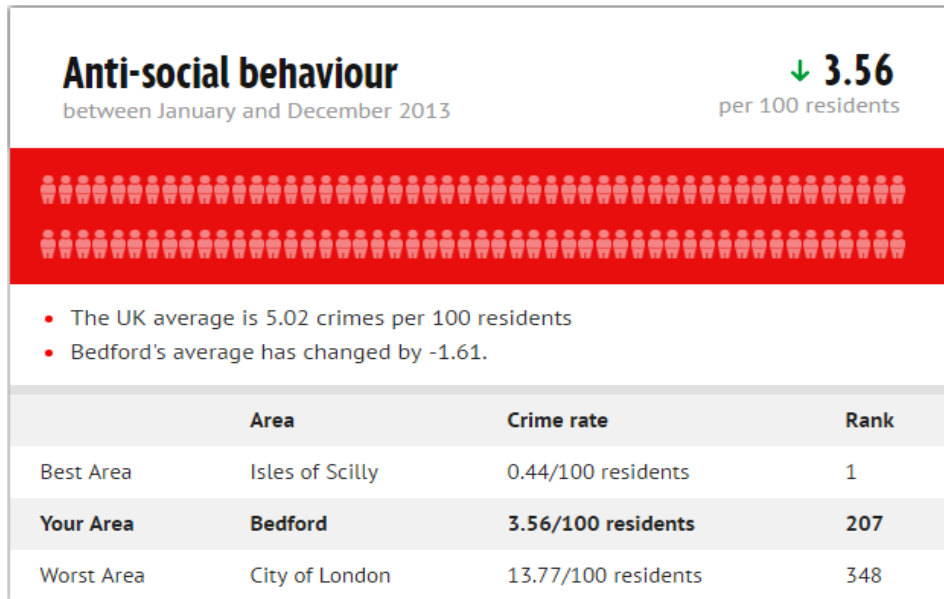 Anti-social behaviour
↓ 3.56
between January and December 2013
per 100 residents
• The UK average is 5.02 crimes per 100 residents
• Bedford's average has changed by -1.61.
Area Crime rate Rank
Best Area Isles of Scilly 0.44/100 residents 1
Your Area Bedford 3.56/100 residents 207
Worst Area City of London 13.77/100 residents 348